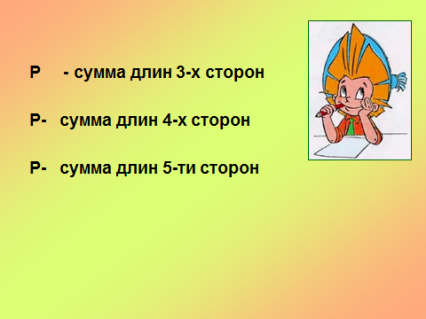 Р - сумма длин 3-х сторон
Р- сумма длин 4-х сторон
Р- сумма длин 5-ти сторон